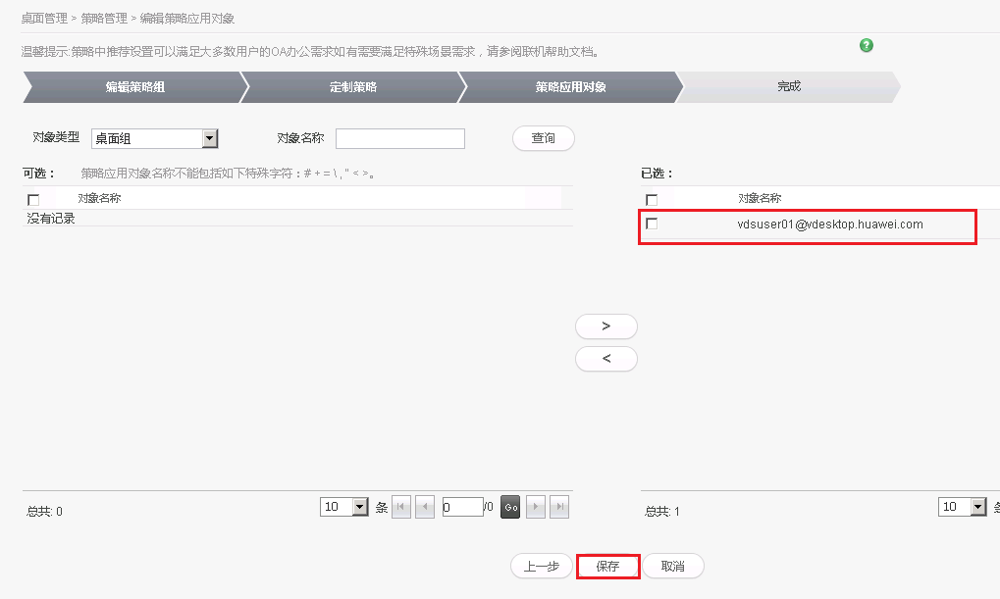 桌面管理 > 策略管理 > 编辑策略应用对象
温馨提示:策略中推荐设置可以满足大多数用户的OA办公需求如有需要满足特殊场景需求，请参阅联机帮助文档。
?
编辑策略组 定制策略 策略应用对象 完成
对象类型 桌面组 对象名称 查询
可选： 策略应用对象名称不能包括如下特殊字符：# + = \ , " < >。 已选：
对象名称 对象名称
没有记录 vdsuser01@vdesktop.huawei.com
>
<
总共: 0 10 条 0 /0 Go 总共: 1 10
上一步 保存 取消